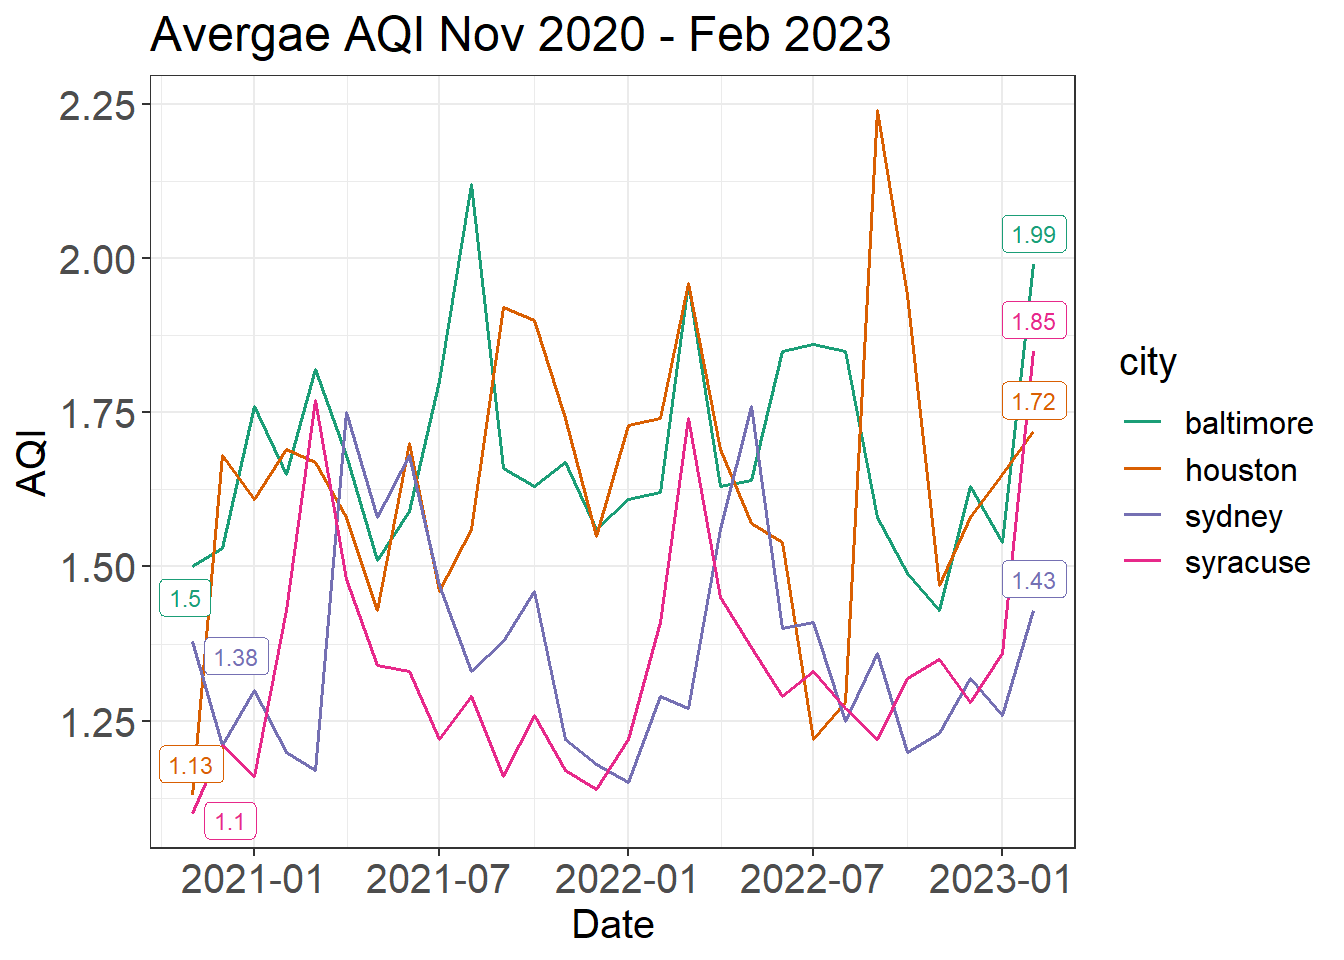 Avergae AQI Nov 2020 - Feb 2023
2.25
2.00
1.75
1.50
1.25
AQI
1.99
1.85
1.72
1.43
1.5
1.38
1.13
1.1
2021-01 2021-07 2022-01 2022-07 2023-01
Date
city
baltimore
houston
sydney
syracuse